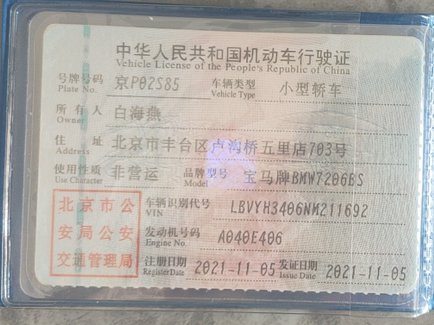 中华人民共和国机动车行驶证
Vehicle License of the People's Republic of China
号牌号码 京P02S85 车辆类型 小型轿车
Plate No. Vehicle Type
所有人 白海燕
Owner
住址 北京市丰台区卢沟桥五里店703号
Address
使用性质 非营运 品牌型号 宝马牌BMW7206BS
Use Character Model
北京市公
安局公安
交通管理局
车辆识别代号 LBVYH3406NM211692
VIN
发动机号码 A040E406
Engine No.
注册日期 2021-11-05 发证日期 2021-11-05
Register Date Issue Date